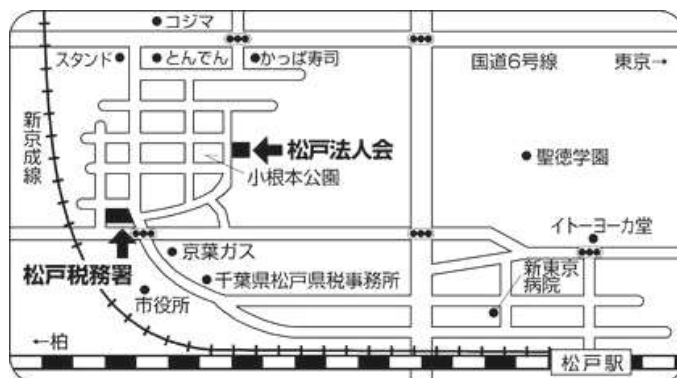 コジマ
スタンド
とんでん
かっぱ寿司
国道6号線
東京→
新京成線
松戸法人会
小根本公園
聖徳学園
イトーヨーカ堂
京葉ガス
松戸税務署
千葉県松戸県税事務所
市役所
新東京
病院
←柏
松戸駅